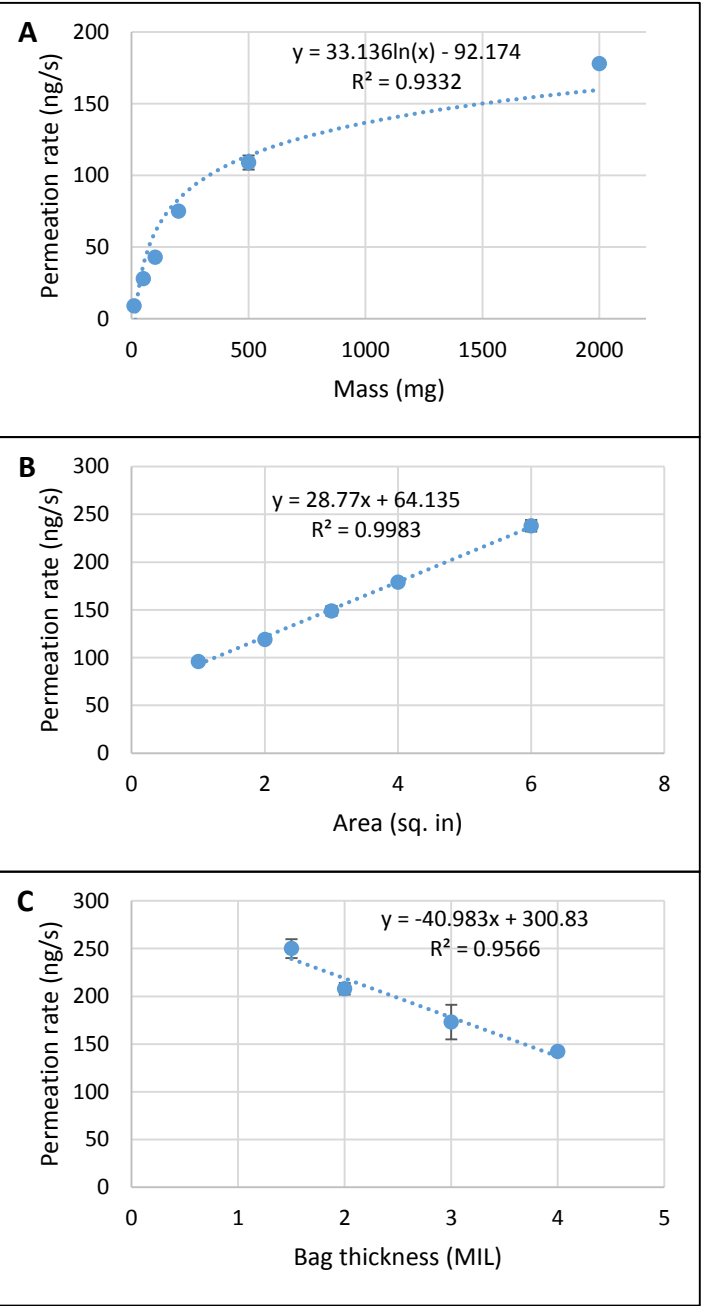 A
y = 33.136ln(x) - 92.174
R² = 0.9332
Permeation rate (ng/s)
200
150
100
50
0
0 500 1000 1500 2000
Mass (mg)
B
y = 28.77x + 64.135
R² = 0.9983
Permeation rate (ng/s)
300
250
200
150
100
50
0
0 2 4 6 8
Area (sq. in)
C
y = -40.983x + 300.83
R² = 0.9566
Permeation rate (ng/s)
300
250
200
150
100
50
0
0 1 2 3 4 5
Bag thickness (MIL)